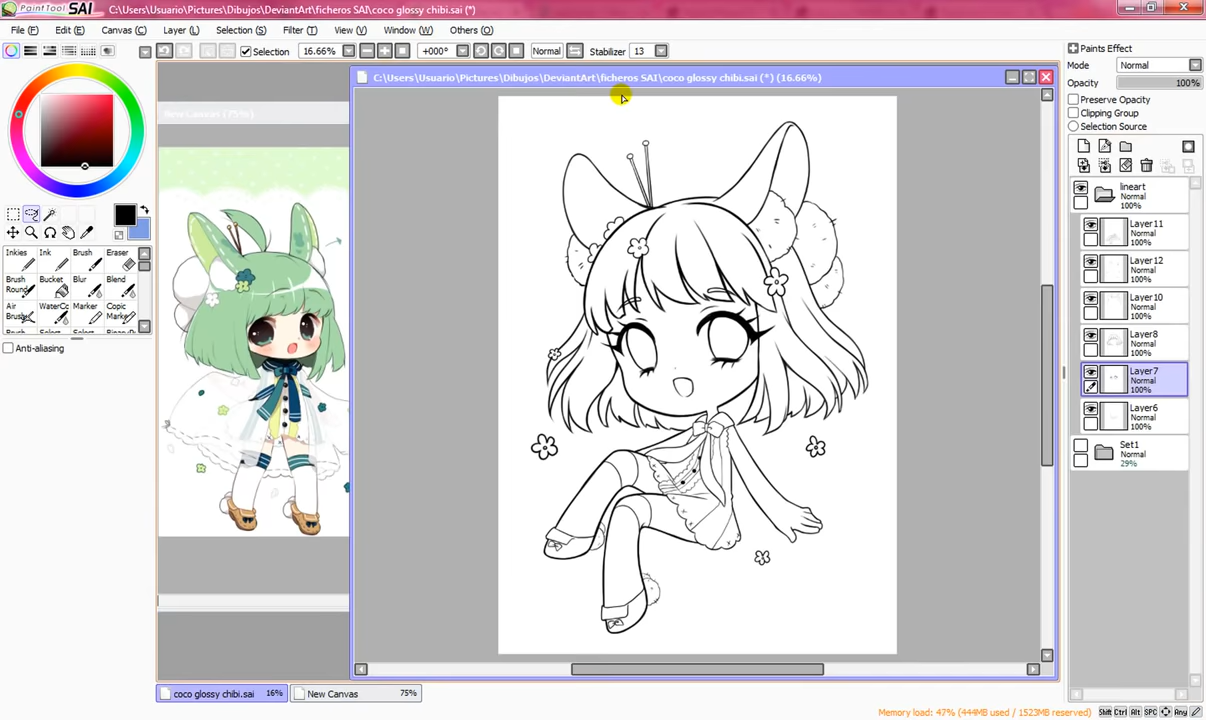 PaintTool SAI C:\Users\Usuario\Pictures\Dibujos\DeviantArt\ficheros SAI\coco glossy chibi.sai (*)
File (F) Edit (E) Canvas (C) Layer (L) Selection (S) Filter (T) View (V) Window (W) Others (O)
Selection 16.66% +000° Normal Stabilizer 13
C:\Users\Usuario\Pictures\Dibujos\DeviantArt\ficheros SAI\coco glossy chibi.sai (*) (16.66%)
New Canvas (75%)
Inkies Ink Brush Eraser
Brush Bucket Blur Blend
Round
Air WaterCc Marker Copic
Brush Marker
Anti-aliasing
Paints Effect
Mode Normal
Opacity 100%
Preserve Opacity
Clipping Group
Selection Source
lineart
Normal
100%
Layer11
Normal
100%
Layer12
Normal
100%
Layer10
Normal
100%
Layer8
Normal
100%
Layer7
Normal
100%
Layer6
Normal
100%
Set1
Normal
29%
coco glossy chibi.sai 16% New Canvas 75%
Memory load: 47% (444MB used / 1523MB reserved) Shift Ctrl Alt SPC Any